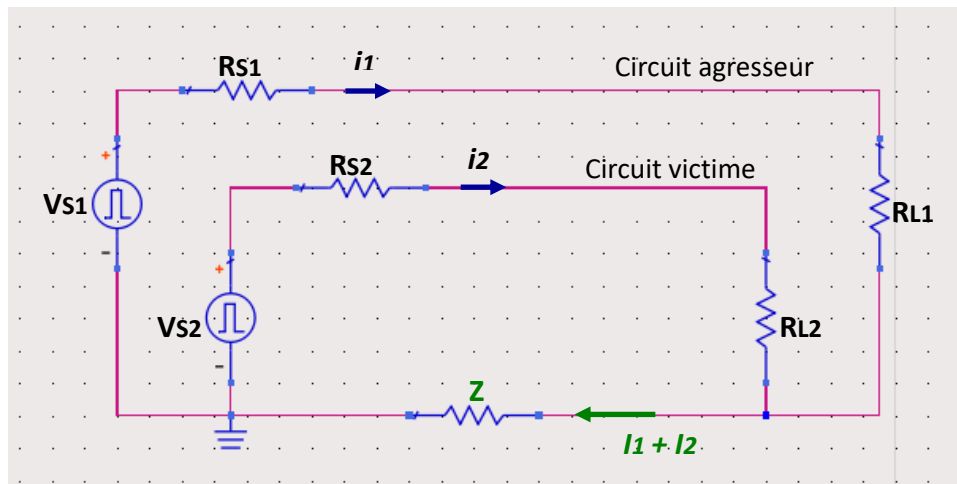 RS1
i1
Circuit agresseur
+
RS2
i2
Circuit victime
VS1
RL1
-
+
VS2
RL2
-
Z
I1 + I2